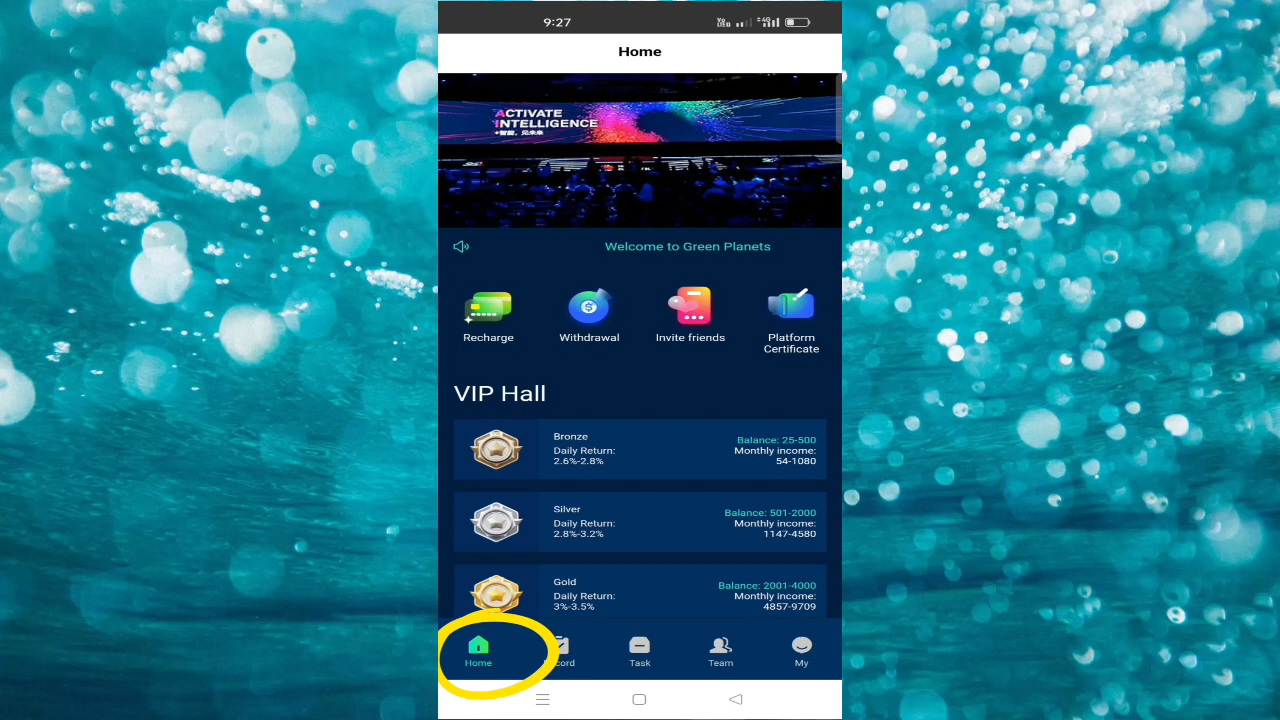 9:27
Vo
LTE
4G
Home
ACTIVATE
INTELLIGENCE
Welcome to Green Planets
Recharge
Withdrawal
Invite friends
Platform
Certificate
VIP Hall
Bronze
Daily Return:
2.6%-2.8%
Balance: 25-500
Monthly income:
54-1080
Silver
Daily Return:
2.8%-3.2%
Balance: 501-2000
Monthly income:
1147-4580
Gold
Daily Return:
3%-3.5%
Balance: 2001-4000
Monthly income:
4857-9709
Home
Task
Team
My